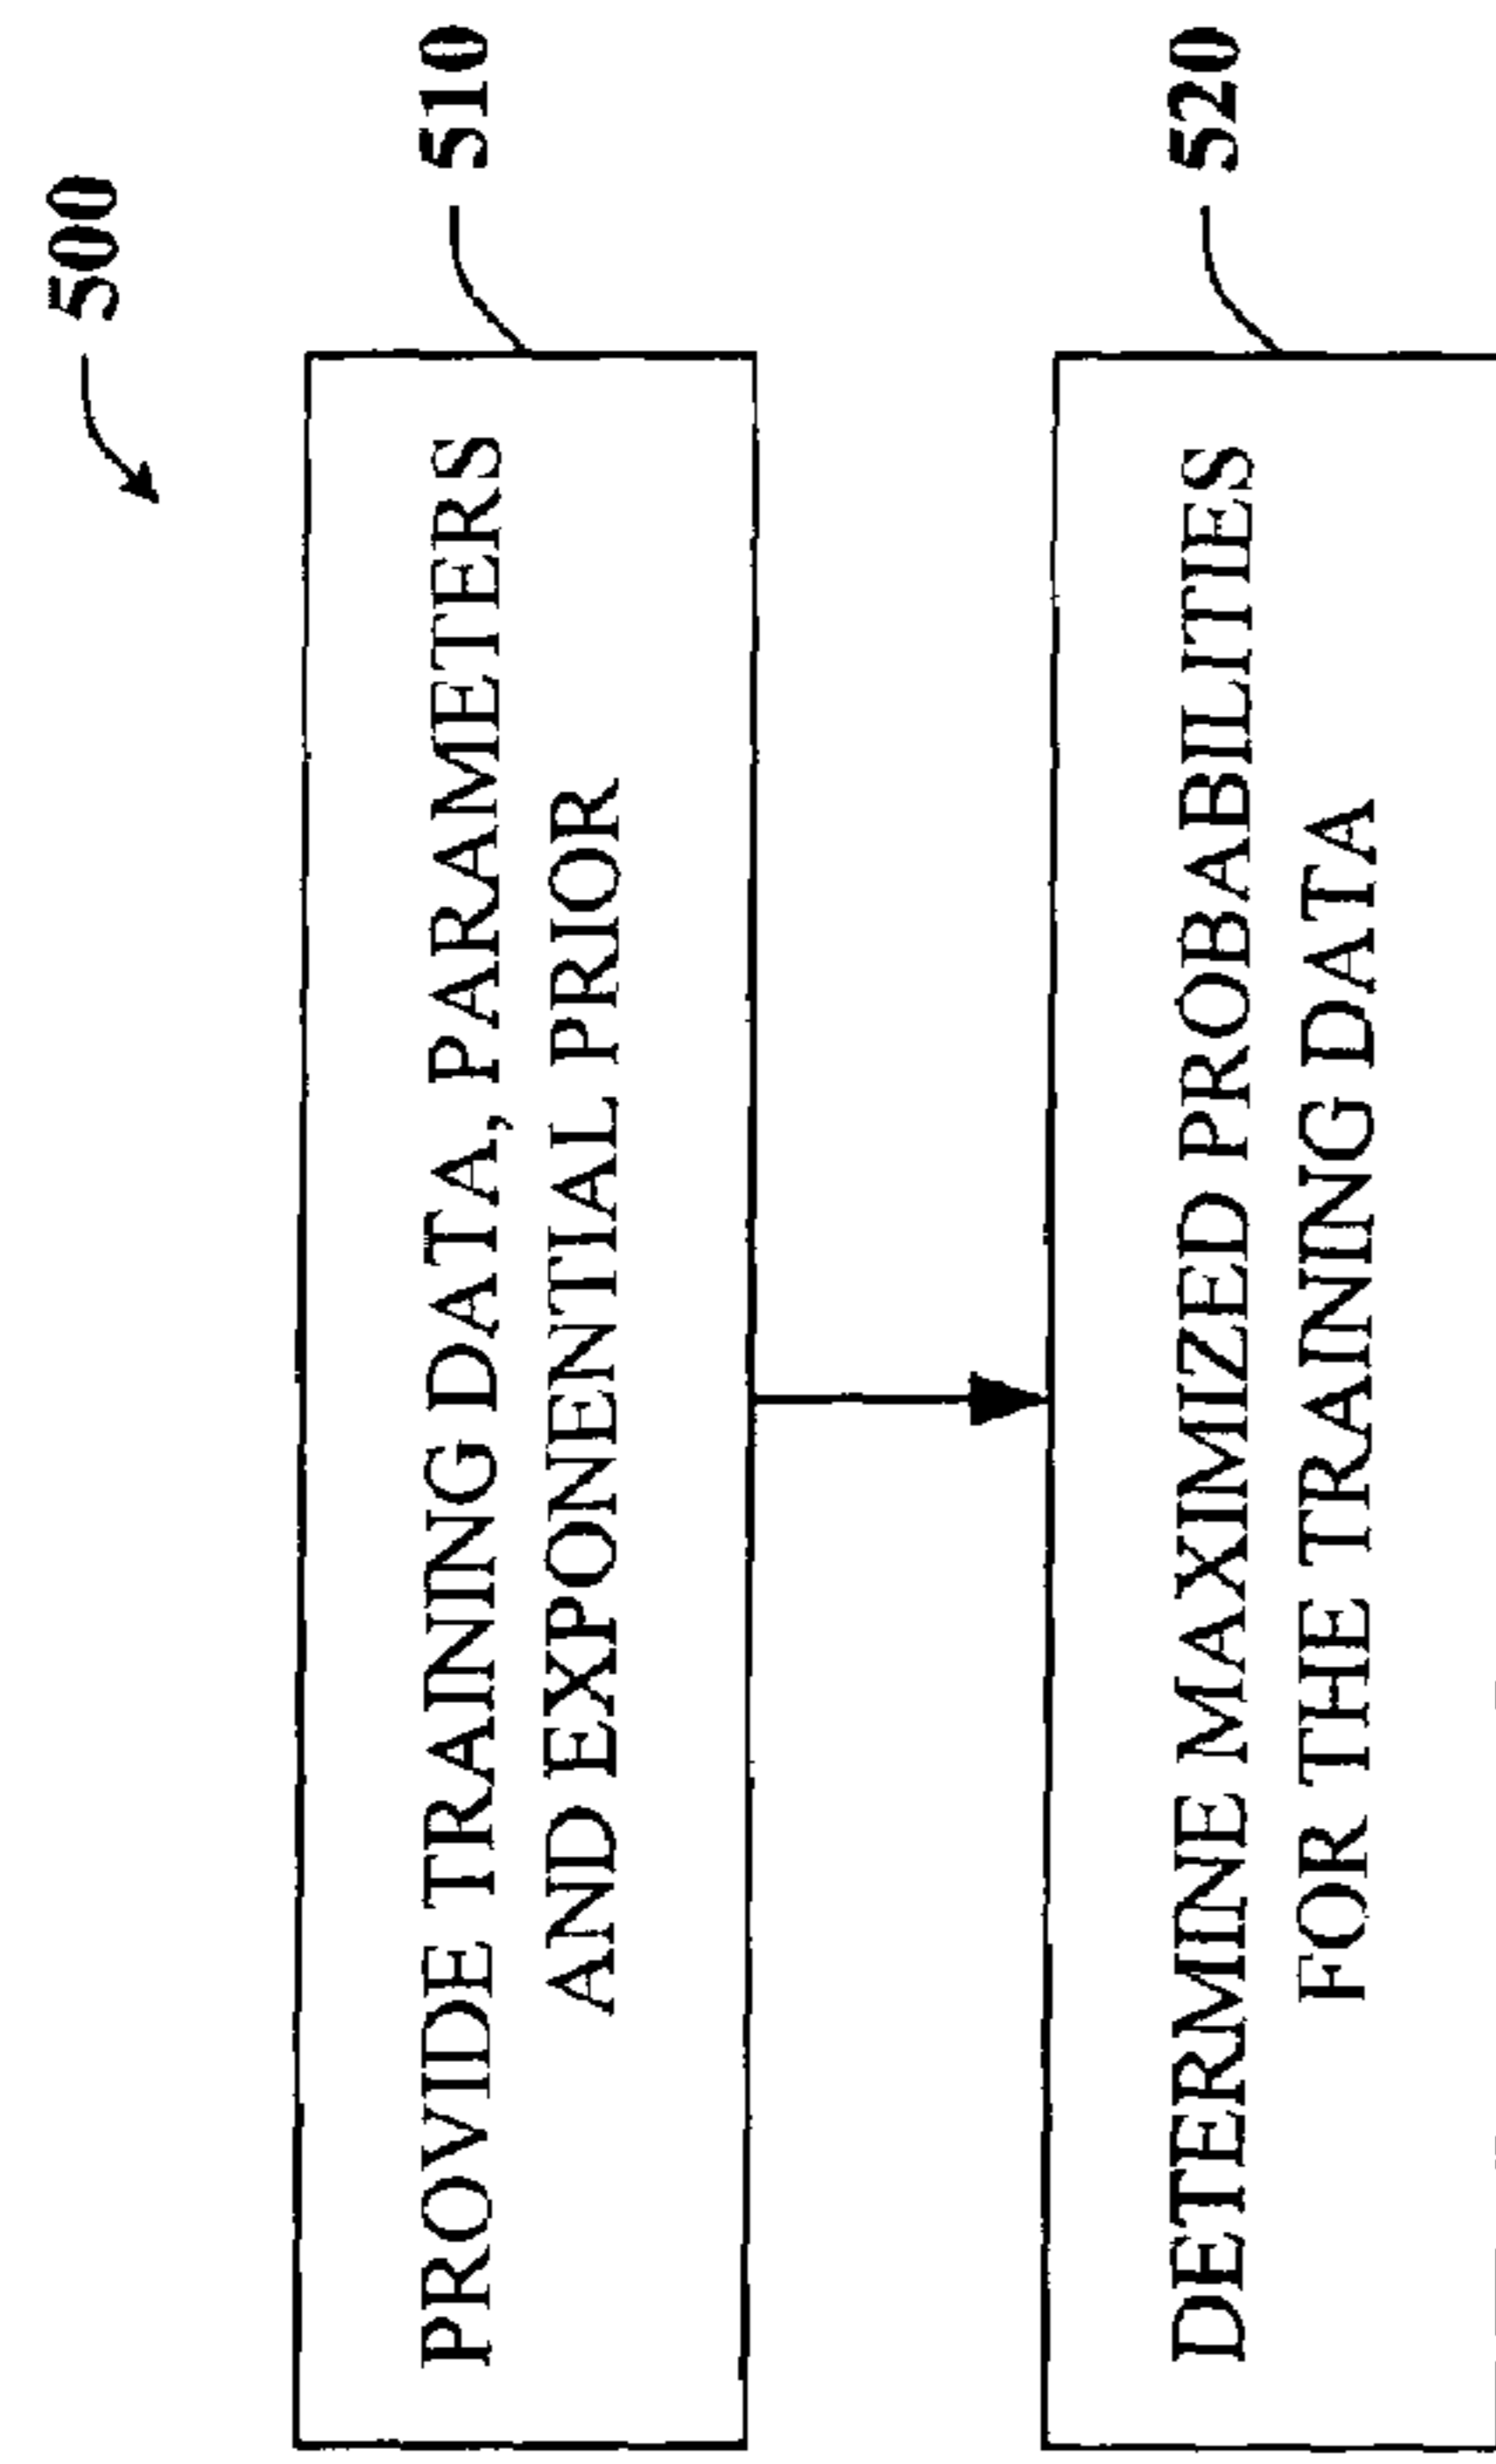 500
510
PROVIDE TRAINING DATA, PARAMETERS
AND EXPONENTIAL PRIOR
520
DETERMINE MAXIMIZED PROBABILITIES
FOR THE TRAINING DATA